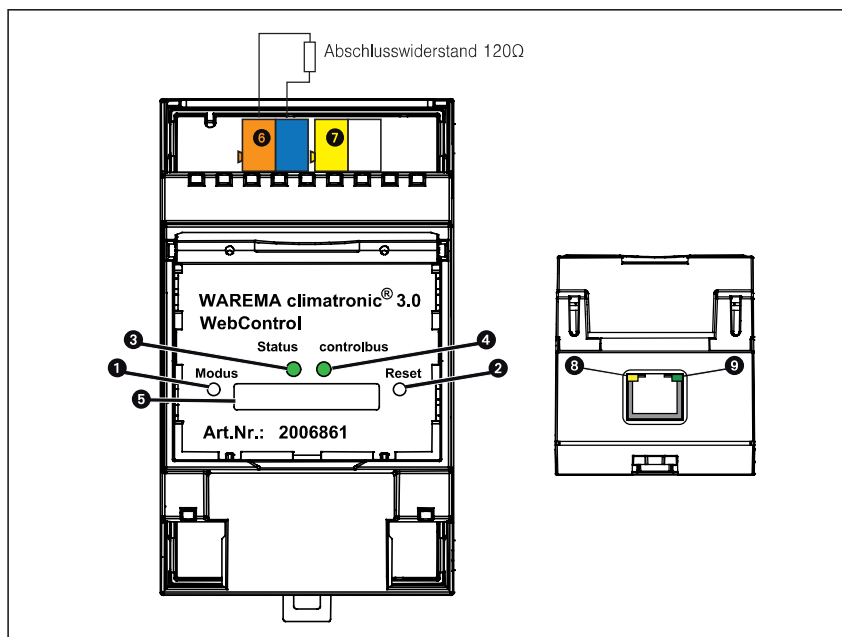 Abschlusswiderstand 120Ω
6
7
WAREMA climatronic® 3.0
WebControl
3
Status controlbus
4
1
Modus
Reset
2
5
Art.Nr.: 2006861
8
9